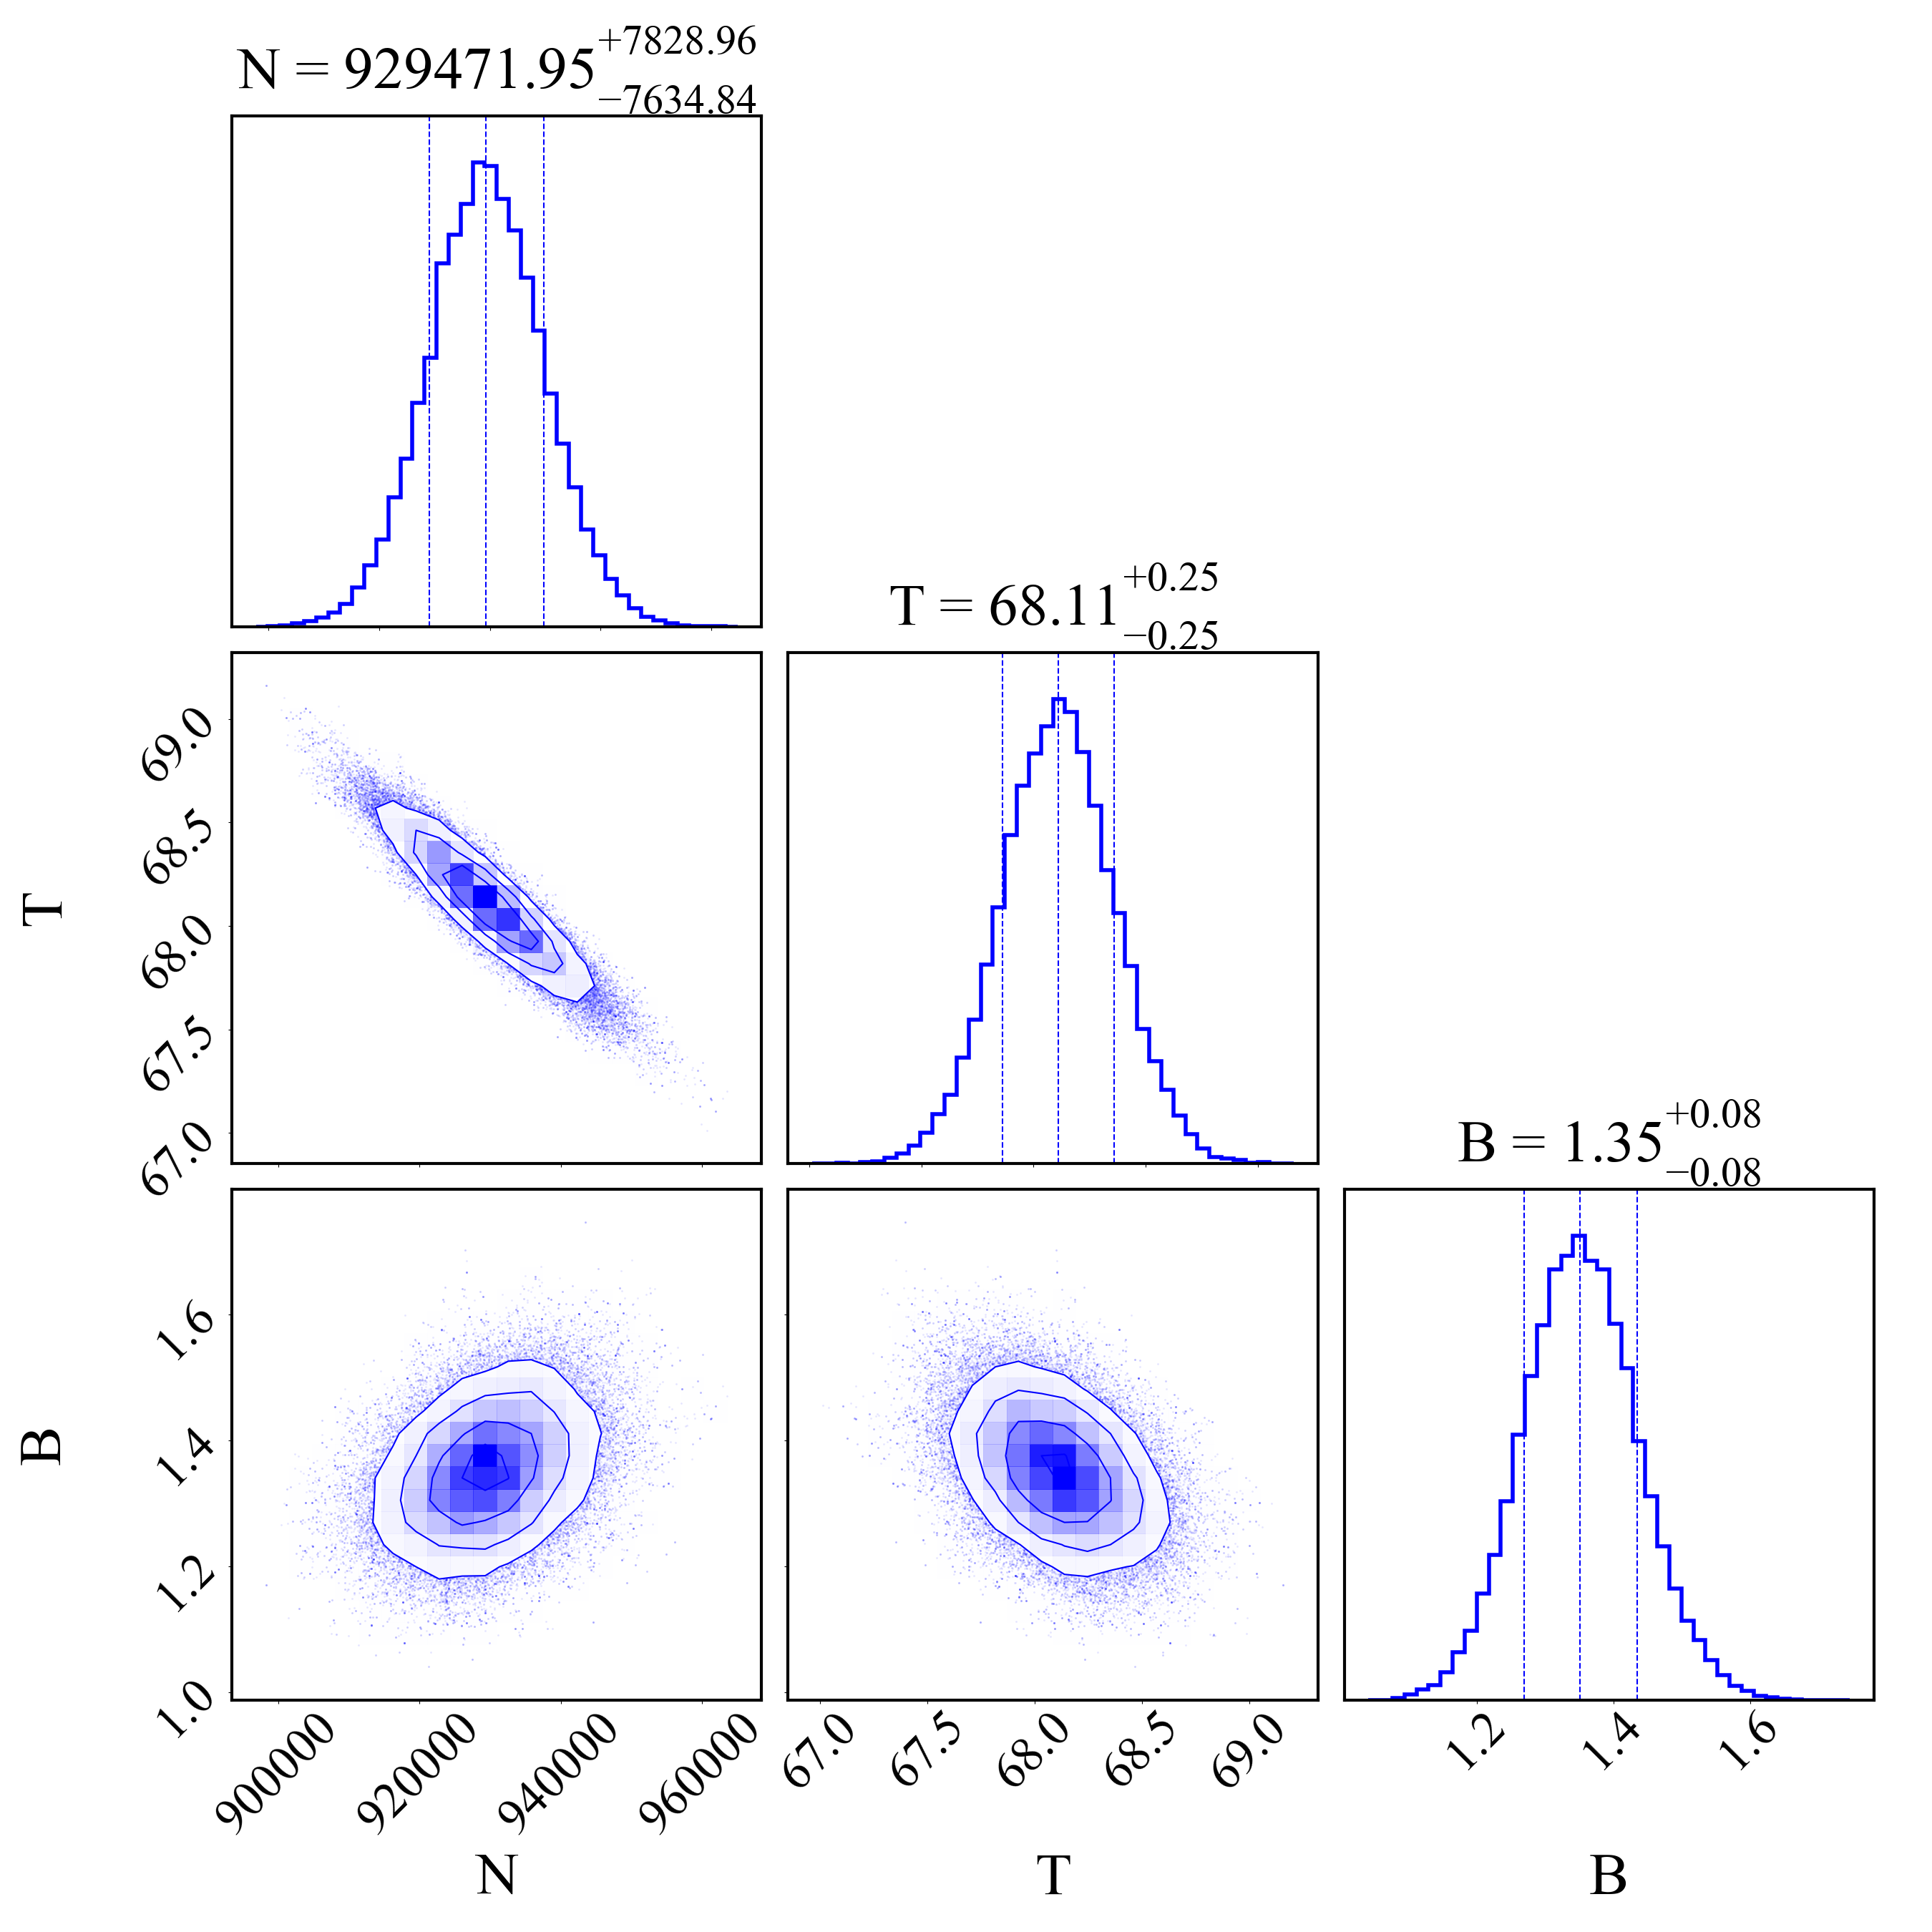 N = 929471.95 +7828.96 −7634.84
T = 68.11 +0.25 −0.25
69.0
68.5
68.0
67.5
67.0
T
B = 1.35 +0.08 −0.08
1.6
1.4
1.2
1.0
B
900000 920000 940000 960000
67.0 67.5 68.0 68.5 69.0
1.2 1.4 1.6
N T B